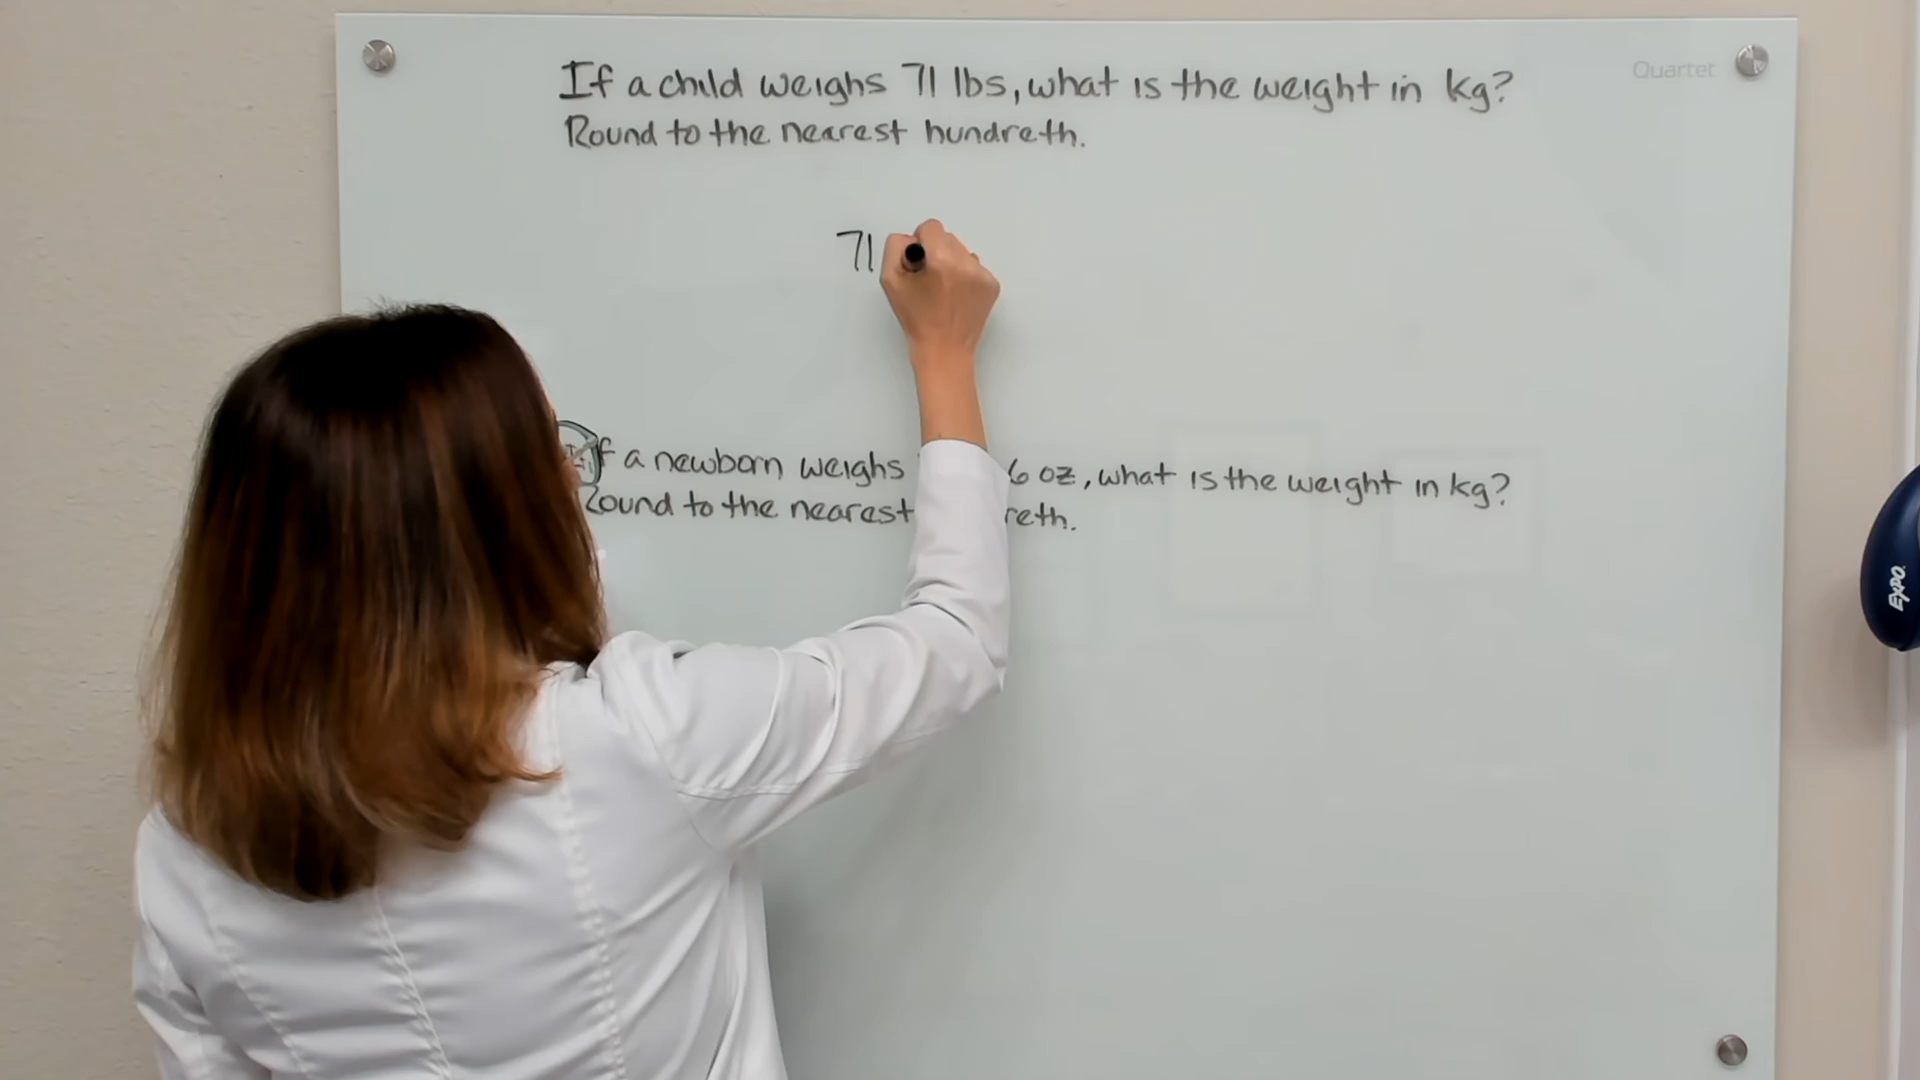 Quartet
If a child weighs 71 lbs, what is the weight in kg?
Round to the nearest hundreth.
71
f a newborn weighs 6 oz, what is the weight in kg?
Round to the nearest reth.
EXPO